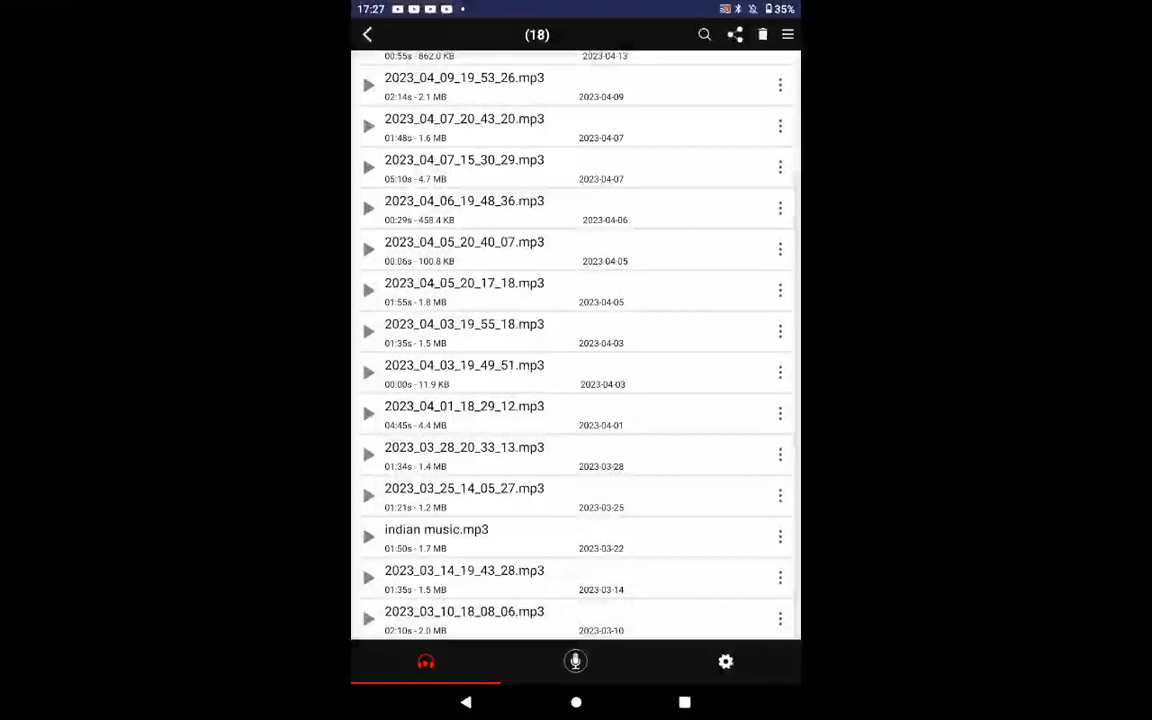 17:27
35%
(18)
00:55s - 862.0 KB 2023-04-13
2023_04_09_19_53_26.mp3
02:14s - 2.1 MB 2023-04-09
2023_04_07_20_43_20.mp3
01:48s - 1.6 MB 2023-04-07
2023_04_07_15_30_29.mp3
05:10s - 4.7 MB 2023-04-07
2023_04_06_19_48_36.mp3
00:29s - 458.4 KB 2023-04-06
2023_04_05_20_40_07.mp3
00:06s - 100.8 KB 2023-04-05
2023_04_05_20_17_18.mp3
01:55s - 1.8 MB 2023-04-05
2023_04_03_19_55_18.mp3
01:35s - 1.5 MB 2023-04-03
2023_04_03_19_49_51.mp3
00:00s - 11.9 KB 2023-04-03
2023_04_01_18_29_12.mp3
04:45s - 4.4 MB 2023-04-01
2023_03_28_20_33_13.mp3
01:34s - 1.4 MB 2023-03-28
2023_03_25_14_05_27.mp3
01:21s - 1.2 MB 2023-03-25
indian music.mp3
01:50s - 1.7 MB 2023-03-22
2023_03_14_19_43_28.mp3
01:35s - 1.5 MB 2023-03-14
2023_03_10_18_08_06.mp3
02:10s - 2.0 MB 2023-03-10